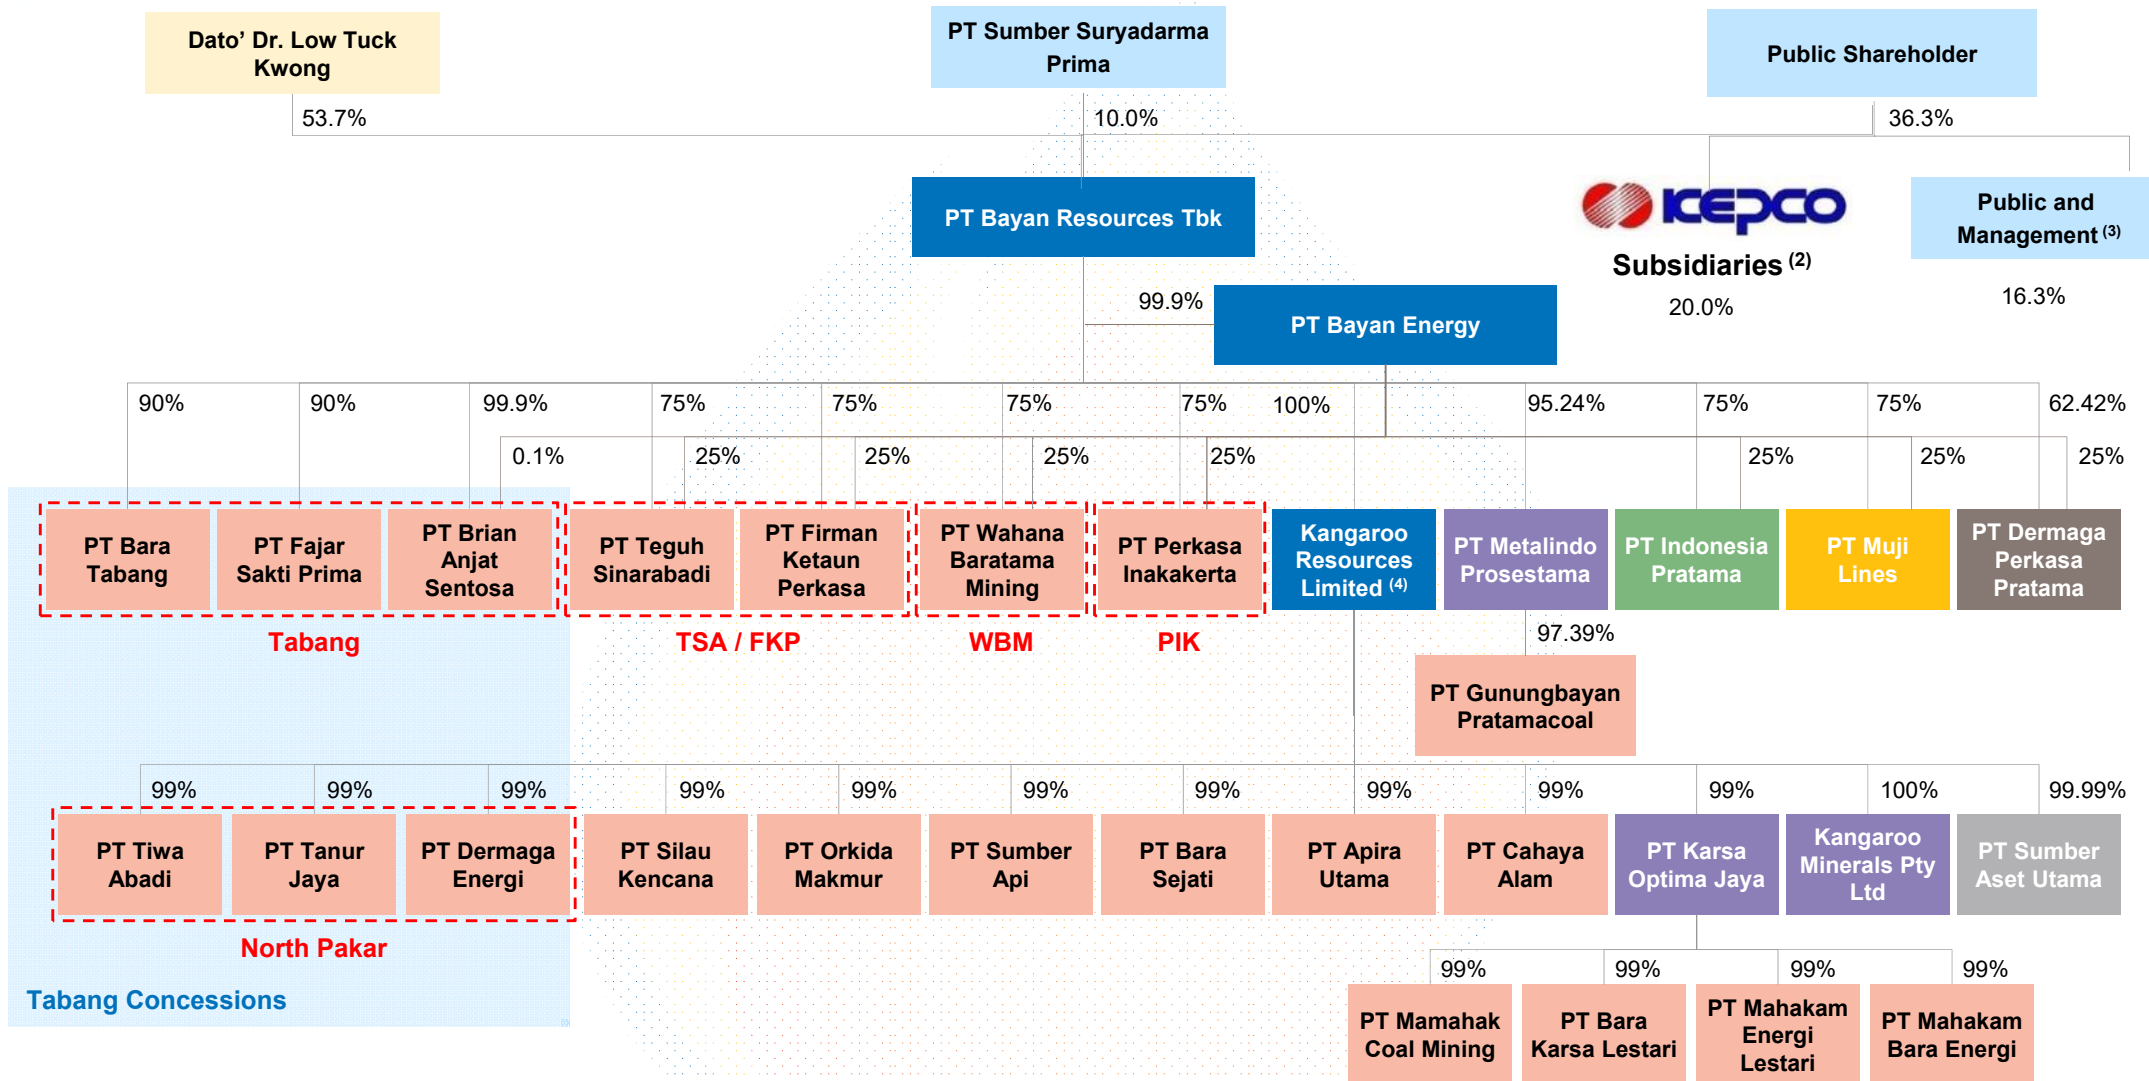 Dato’ Dr. Low Tuck
Kwong
PT Sumber Suryadarma
Prima
Public Shareholder
53.7%
10.0%
36.3%
PT Bayan Resources Tbk
KEPCO
Subsidiaries (2)
20.0%
Public and
Management (3)
16.3%
99.9%
PT Bayan Energy
90%
90%
99.9%
75%
75%
75%
75%
100%
95.24%
75%
75%
62.42%
0.1%
25%
25%
25%
25%
25%
25%
25%
PT Bara
Tabang
PT Fajar
Sakti Prima
PT Brian
Anjat
Sentosa
PT Teguh
Sinarabadi
PT Firman
Ketaun
Perkasa
PT Wahana
Baratama
Mining
PT Perkasa
Inakakerta
Kangaroo
Resources
Limited (4)
PT Metalindo
Prosestama
PT Indonesia
Pratama
PT Muji
Lines
PT Dermaga
Perkasa
Pratama
Tabang
TSA / FKP
WBM
PIK
97.39%
PT Gunungbayan
Pratamacoal
99%
99%
99%
99%
99%
99%
99%
99%
99%
99%
100%
99.99%
PT Tiwa
Abadi
PT Tanur
Jaya
PT Dermaga
Energi
PT Silau
Kencana
PT Orkida
Makmur
PT Sumber
Api
PT Bara
Sejati
PT Apira
Utama
PT Cahaya
Alam
PT Karsa
Optima Jaya
Kangaroo
Minerals Pty
Ltd
PT Sumber
Aset Utama
North Pakar
Tabang Concessions
99%
99%
99%
99%
PT Mamahak
Coal Mining
PT Bara
Karsa Lestari
PT Mahakam
Energi
Lestari
PT Mahakam
Bara Energi